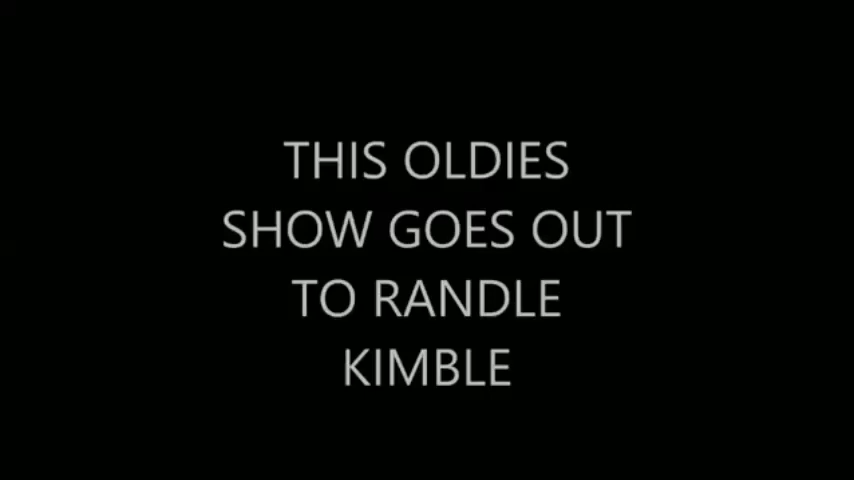 THIS OLDIES
SHOW GOES OUT
TO RANDLE
KIMBLE